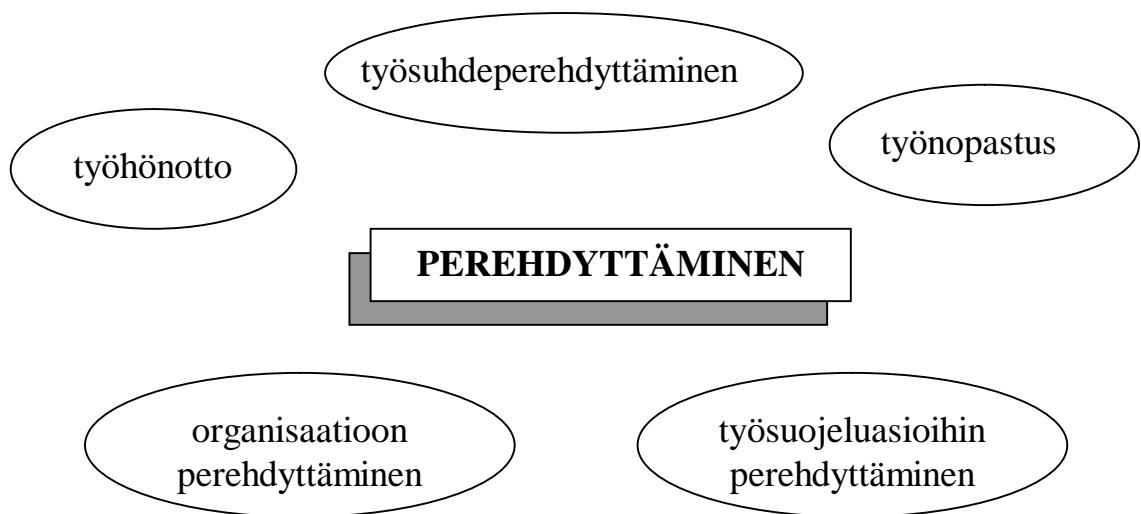 työsuhdeperehdyttäminen
työhönotto
työnopastus
PEREHDYTTÄMINEN
organisaatioon
perehdyttäminen
työsuojeluasioihin
perehdyttäminen